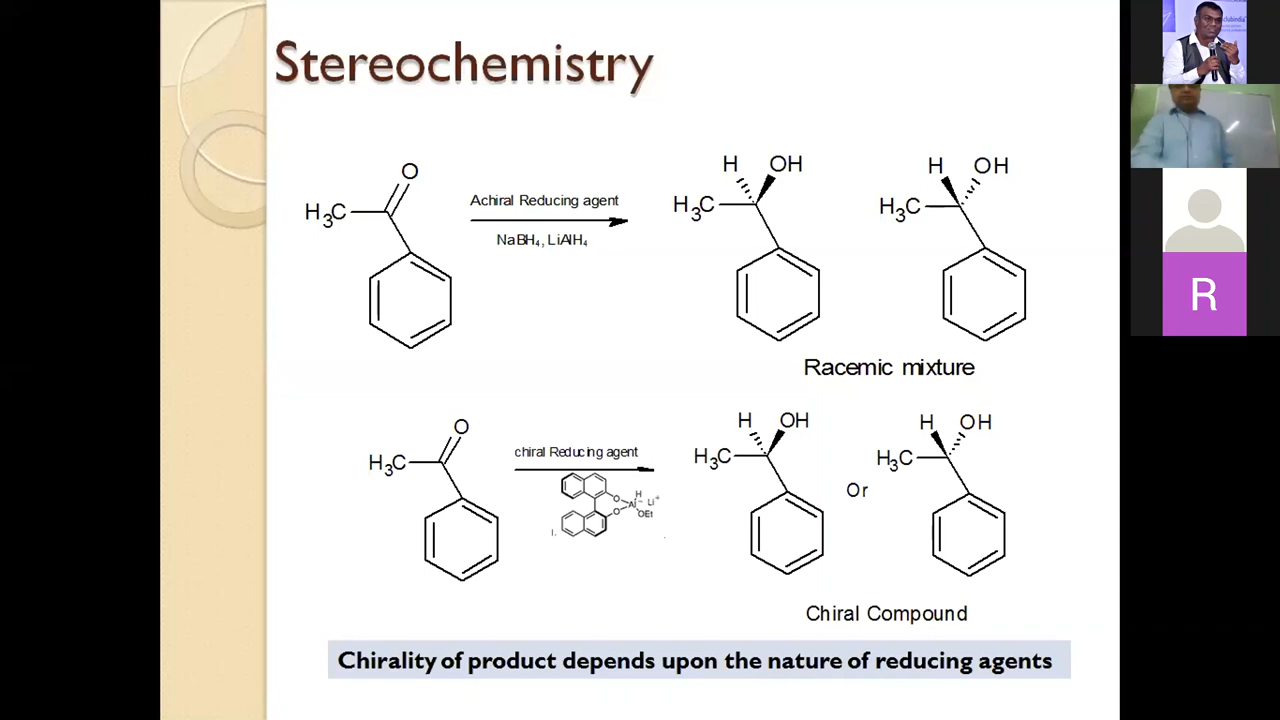 Stereochemistry
O
H3C
Achiral Reducing agent
NaBH4, LiAlH4
H OH
H3C
H OH
H3C
Racemic mixture
O
H3C
chiral Reducing agent
H
O
Al − Li+
O
OEt
I.
H OH
H3C
Or
H OH
H3C
Chiral Compound
Chirality of product depends upon the nature of reducing agents
clubindia
R